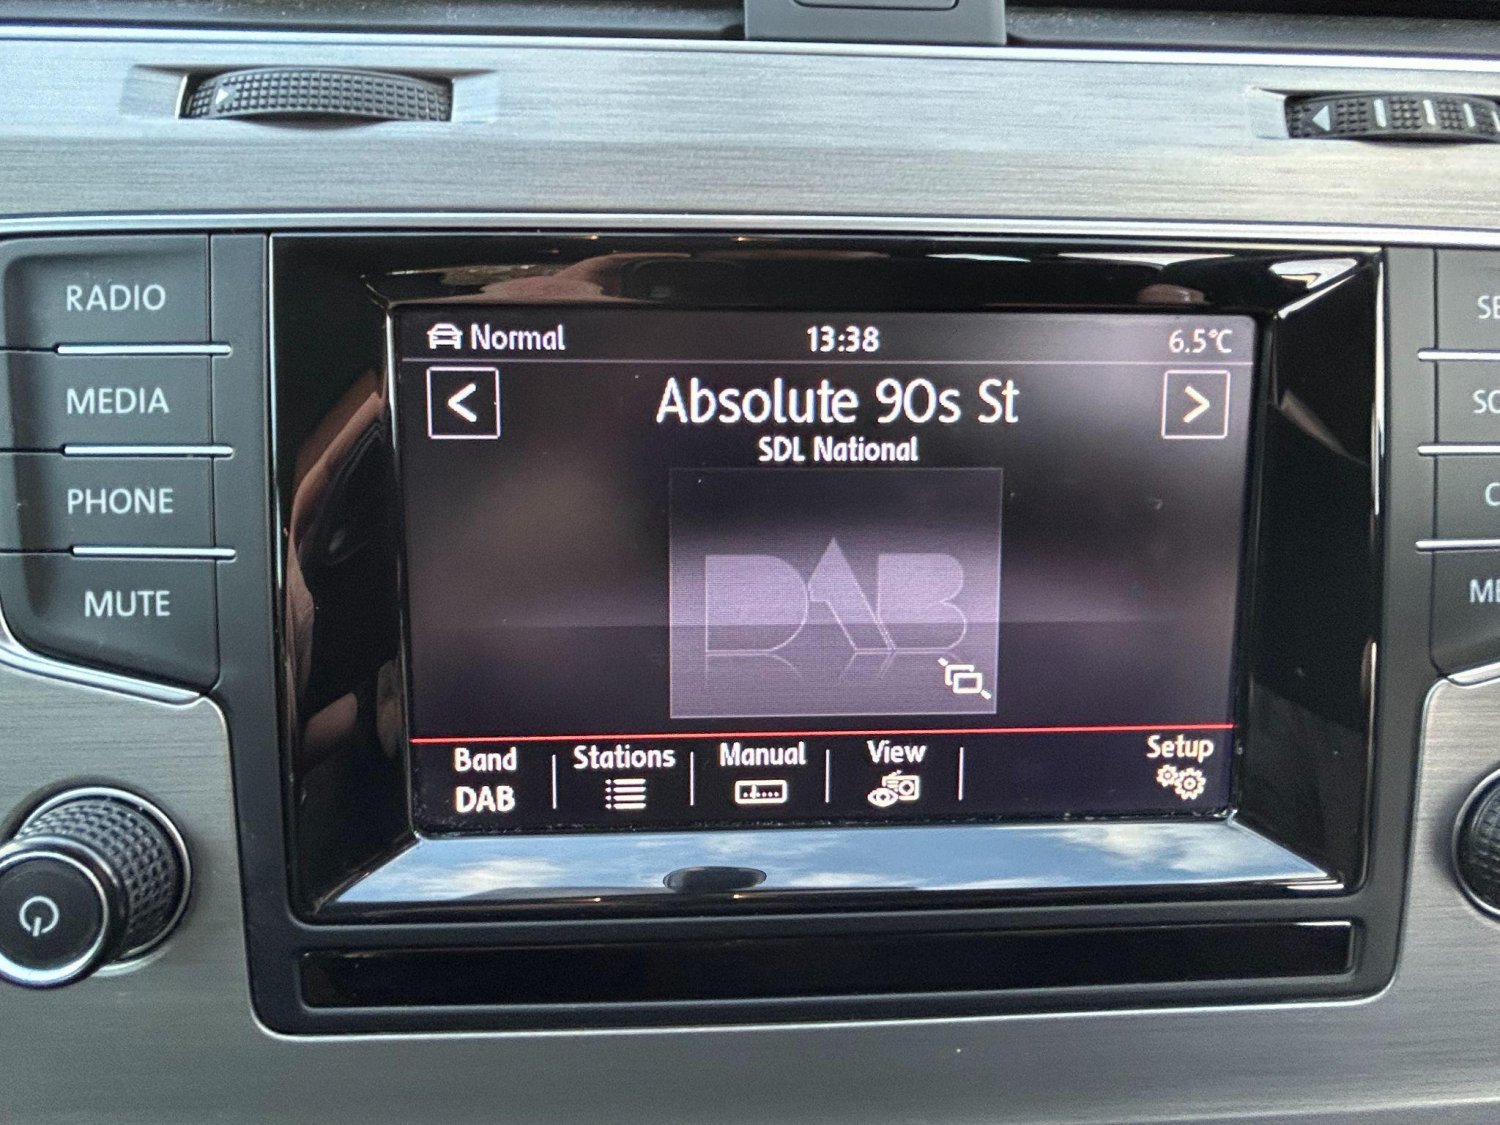 RADIO
MEDIA
PHONE
MUTE
Normal 13:38 6.5°C
< Absolute 90s St >
SDL National
DAB
Band Stations Manual View Setup
DAB